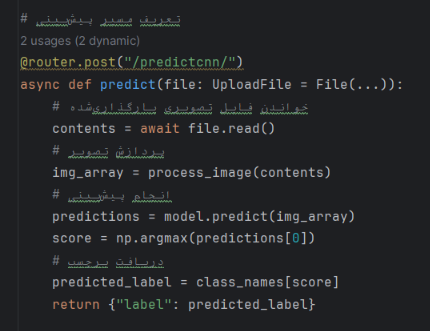 # تعریف مسیر پیش‌بینی
2 usages (2 dynamic)
@router.post("/predictcnn/")
async def predict(file: UploadFile = File(...)):
# خواندن فایل تصویری بارگذاری‌شده
contents = await file.read()
# پردازش تصویر
img_array = process_image(contents)
# انجام پیش‌بینی
predictions = model.predict(img_array)
score = np.argmax(predictions[0])
# دریافت برچسب
predicted_label = class_names[score]
return {"label": predicted_label}